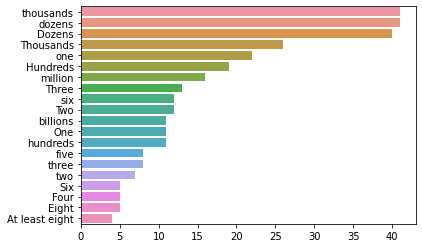 thousands
dozens
Dozens
Thousands
one
Hundreds
million
Three
six
Two
billions
One
hundreds
five
three
two
Six
Four
Eight
At least eight
0 5 10 15 20 25 30 35 40